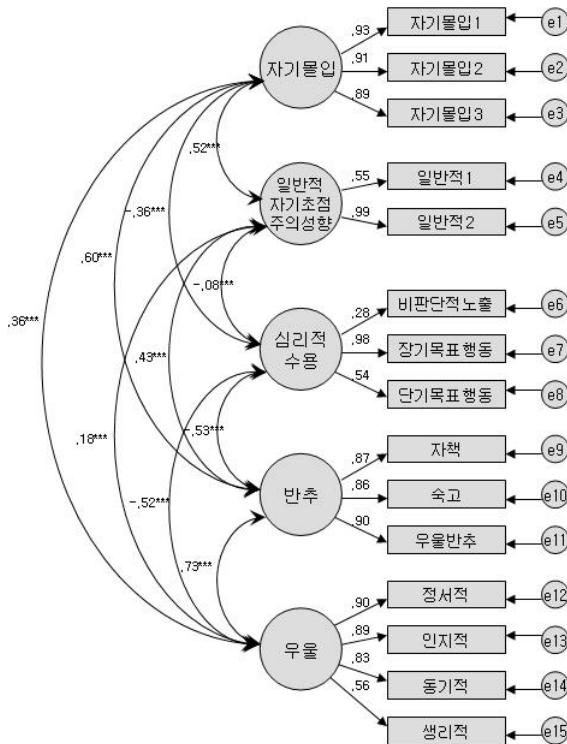 .93
자기몰입1
e1
자기몰입
.91
자기몰입2
e2
.89
자기몰입3
e3
.52***
일반적
자기초점
주의성향
.55
일반적1
e4
.99
일반적2
e5
-.36***
.60***
-.08***
.36***
심리적
수용
.28
비판단적노출
e6
.98
장기목표행동
e7
.54
단기목표행동
e8
.43***
.18***
-.53***
-.52***
반추
.87
자책
e9
.86
숙고
e10
.90
우울반추
e11
.73***
우울
.90
정서적
e12
.89
인지적
e13
.83
동기적
e14
.56
생리적
e15